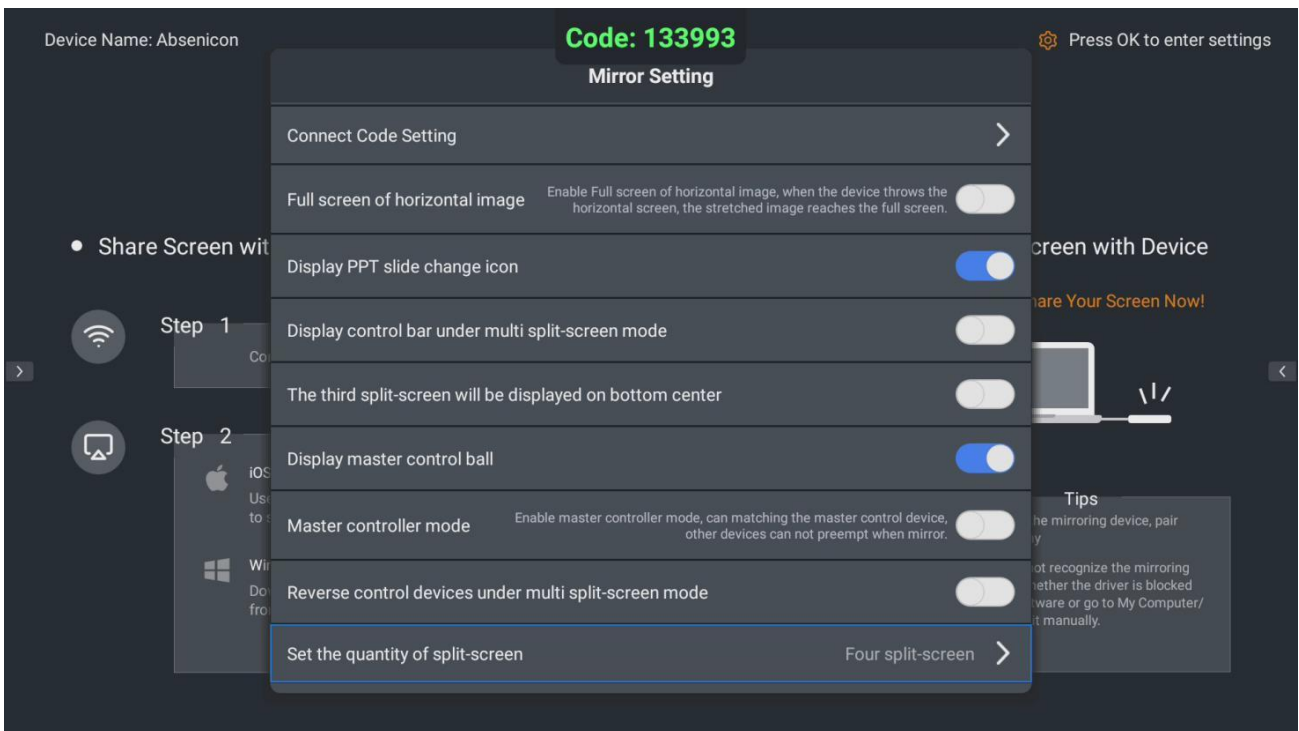 Device Name: Absenicon
Code: 133993
Press OK to enter settings
Mirror Setting
Connect Code Setting
Full screen of horizontal image
Enable Full screen of horizontal image, when the device throws the
horizontal screen, the stretched image reaches the full screen.
Share Screen wit
creen with Device
Display PPT slide change icon
are Your Screen Now!
Step 1
Display control bar under multi split-screen mode
The third split-screen will be displayed on bottom center
Step 2
Display master control ball
iOS
Use
to s
Tips
Master controller mode
Enable master controller mode, can matching the master control device,
other devices can not preempt when mirror.
he mirroring device, pair
Reverse control devices under multi split-screen mode
ot recognize the mirroring
hether the driver is blocked
tware or go to My Computer/
it manually.
Set the quantity of split-screen
Four split-screen